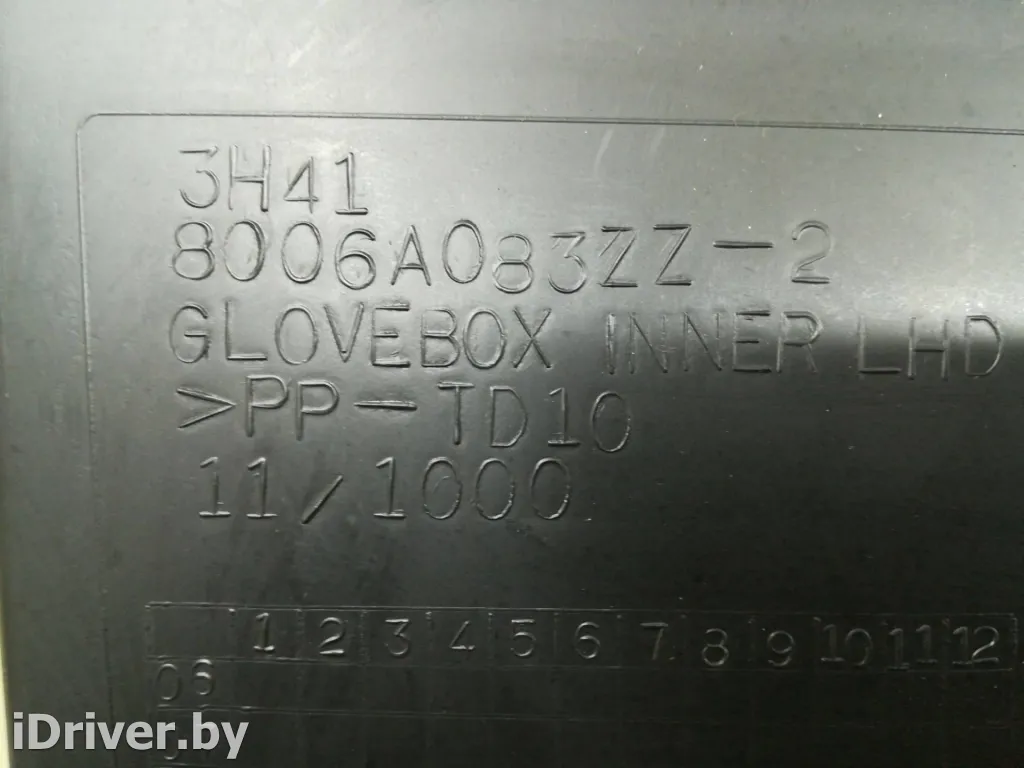 3H41
8006A083ZZ-2
GLOVEBOX INNER LHD
>PP-TD10
11/1000
1 2 3 4 5 6 7 8 9 10 11 12
06
iDriver.by